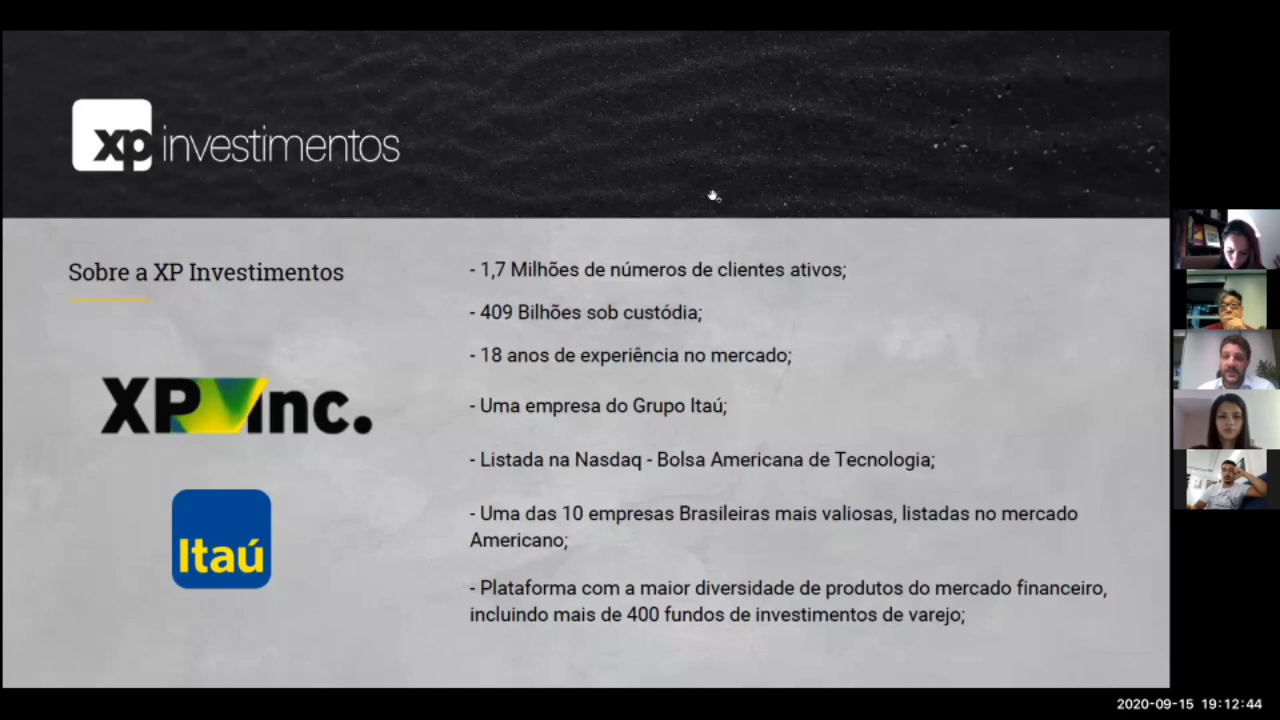 xp investimentos
Sobre a XP Investimentos
XP inc.
Itaú
- 1,7 Milhões de números de clientes ativos;
- 409 Bilhões sob custódia;
- 18 anos de experiência no mercado;
- Uma empresa do Grupo Itaú;
- Listada na Nasdaq - Bolsa Americana de Tecnologia;
- Uma das 10 empresas Brasileiras mais valiosas, listadas no mercado
Americano;
- Plataforma com a maior diversidade de produtos do mercado financeiro,
incluindo mais de 400 fundos de investimentos de varejo;
2020-09-15 19:12:44